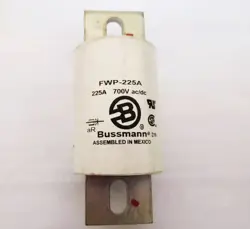 FWP-225A
225A 700V ac/dc
B
aR
Bussmann
ASSEMBLED IN MEXICO